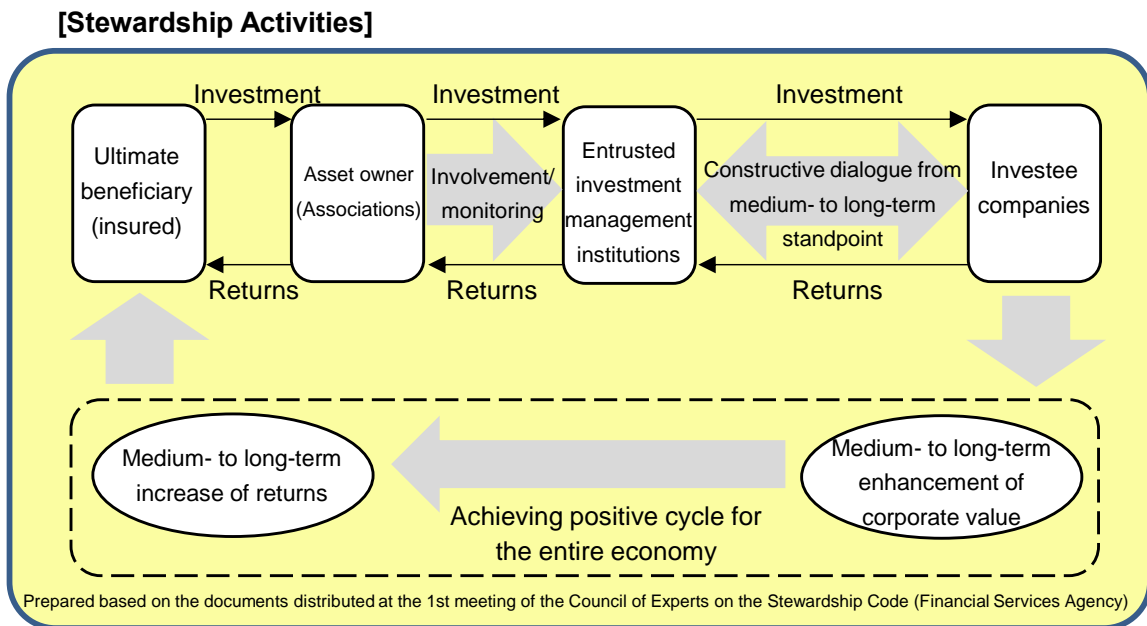 [Stewardship Activities]
Investment
Investment
Investment
Ultimate
beneficiary
(insured)
Asset owner
(Associations)
Involvement/
monitoring
Entrusted
investment
management
institutions
Constructive dialogue from
medium- to long-term
standpoint
Investee
companies
Returns
Returns
Returns
Medium- to long-term
increase of returns
Achieving positive cycle for
the entire economy
Medium- to long-term
enhancement of
corporate value
Prepared based on the documents distributed at the 1st meeting of the Council of Experts on the Stewardship Code (Financial Services Agency)